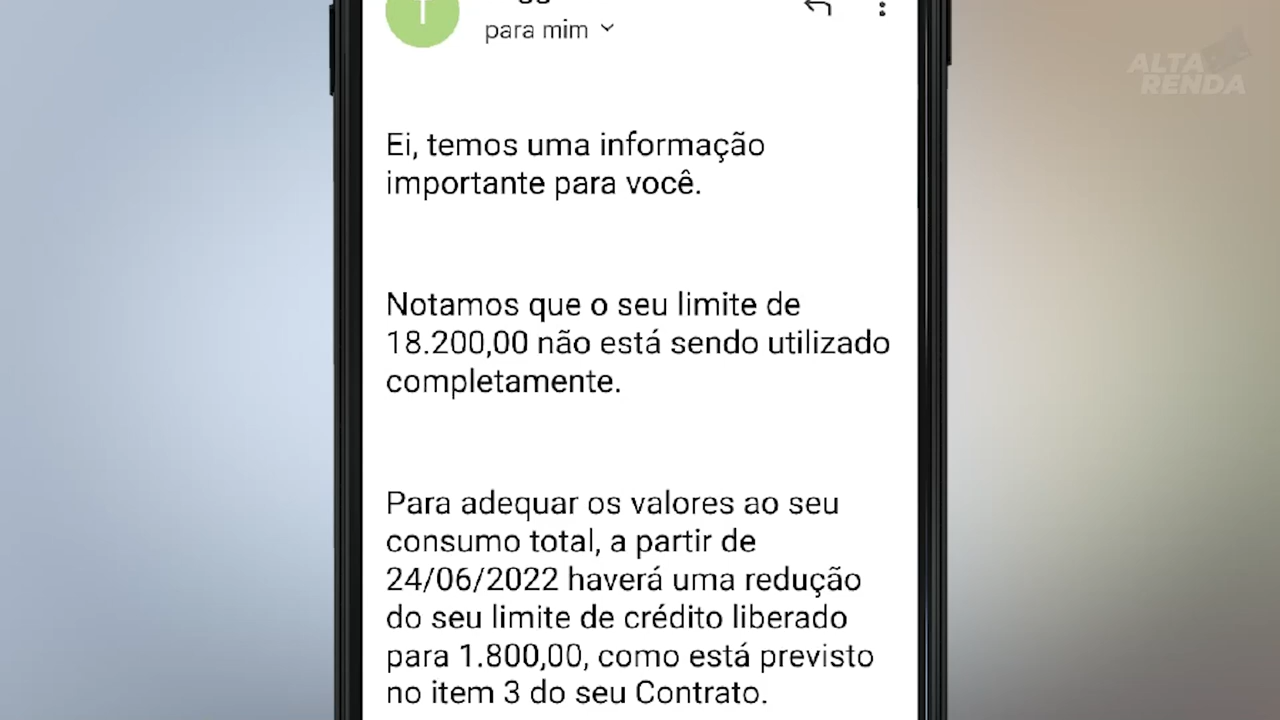 para mim
Ei, temos uma informação
importante para você.
Notamos que o seu limite de
18.200,00 não está sendo utilizado
completamente.
Para adequar os valores ao seu
consumo total, a partir de
24/06/2022 haverá uma redução
do seu limite de crédito liberado
para 1.800,00, como está previsto
no item 3 do seu Contrato.
ALTA
RENDA